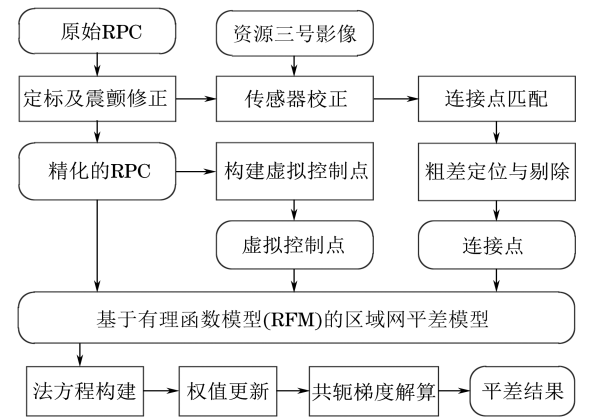 原始RPC
资源三号影像
定标及震颤修正
传感器校正
连接点匹配
精化的RPC
构建虚拟控制点
粗差定位与剔除
虚拟控制点
连接点
基于有理函数模型(RFM)的区域网平差模型
法方程构建
权值更新
共轭梯度解算
平差结果